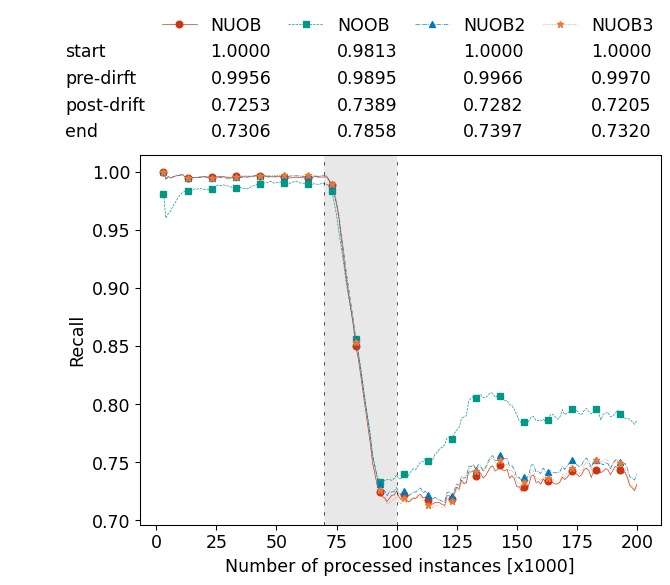 NUOB NOOB NUOB2 NUOB3
start 1.0000 0.9813 1.0000 1.0000
pre-dirft 0.9956 0.9895 0.9966 0.9970
post-drift 0.7253 0.7389 0.7282 0.7205
end 0.7306 0.7858 0.7397 0.7320
1.00
0.95
0.90
0.85
0.80
0.75
0.70
Recall
0 25 50 75 100 125 150 175 200
Number of processed instances [x1000]